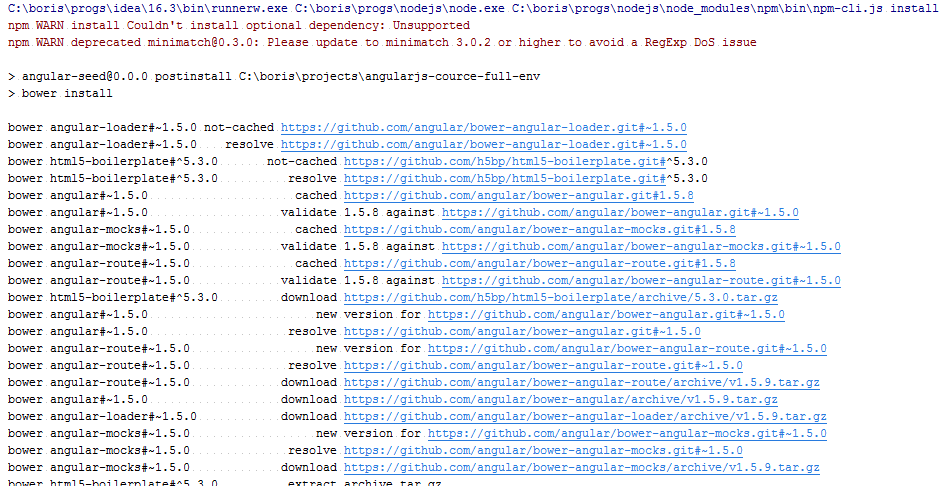 C:\boris\progs\idea\16.3\bin\runnerw.exe C:\boris\progs\nodejs\node.exe C:\boris\progs\nodejs\node_modules\npm\bin\npm-cli.js install
npm WARN install Couldn't install optional dependency: Unsupported
npm WARN deprecated minimatch@0.3.0: Please update to minimatch 3.0.2 or higher to avoid a RegExp DoS issue
> angular-seed@0.0.0 postinstall C:\boris\projects\angularjs-cource-full-env
> bower install
bower angular-loader#~1.5.0 not-cached https://github.com/angular/bower-angular-loader.git#~1.5.0
bower angular-loader#~1.5.0 resolve https://github.com/angular/bower-angular-loader.git#~1.5.0
bower html5-boilerplate#^5.3.0 not-cached https://github.com/h5bp/html5-boilerplate.git#^5.3.0
bower html5-boilerplate#^5.3.0 resolve https://github.com/h5bp/html5-boilerplate.git#^5.3.0
bower angular#~1.5.0 cached https://github.com/angular/bower-angular.git#1.5.8
bower angular#~1.5.0 validate 1.5.8 against https://github.com/angular/bower-angular.git#~1.5.0
bower angular-mocks#~1.5.0 cached https://github.com/angular/bower-angular-mocks.git#1.5.8
bower angular-mocks#~1.5.0 validate 1.5.8 against https://github.com/angular/bower-angular-mocks.git#~1.5.0
bower angular-route#~1.5.0 cached https://github.com/angular/bower-angular-route.git#1.5.8
bower angular-route#~1.5.0 validate 1.5.8 against https://github.com/angular/bower-angular-route.git#~1.5.0
bower html5-boilerplate#^5.3.0 download https://github.com/h5bp/html5-boilerplate/archive/5.3.0.tar.gz
bower angular#~1.5.0 new version for https://github.com/angular/bower-angular.git#~1.5.0
bower angular#~1.5.0 resolve https://github.com/angular/bower-angular.git#~1.5.0
bower angular-route#~1.5.0 new version for https://github.com/angular/bower-angular-route.git#~1.5.0
bower angular-route#~1.5.0 resolve https://github.com/angular/bower-angular-route.git#~1.5.0
bower angular-route#~1.5.0 download https://github.com/angular/bower-angular-route/archive/v1.5.9.tar.gz
bower angular#~1.5.0 download https://github.com/angular/bower-angular/archive/v1.5.9.tar.gz
bower angular-loader#~1.5.0 download https://github.com/angular/bower-angular-loader/archive/v1.5.9.tar.gz
bower angular-mocks#~1.5.0 new version for https://github.com/angular/bower-angular-mocks.git#~1.5.0
bower angular-mocks#~1.5.0 resolve https://github.com/angular/bower-angular-mocks.git#~1.5.0
bower angular-mocks#~1.5.0 download https://github.com/angular/bower-angular-mocks/archive/v1.5.9.tar.gz
bower html5-boilerplate#^5.3.0 extract archive.tar.gz